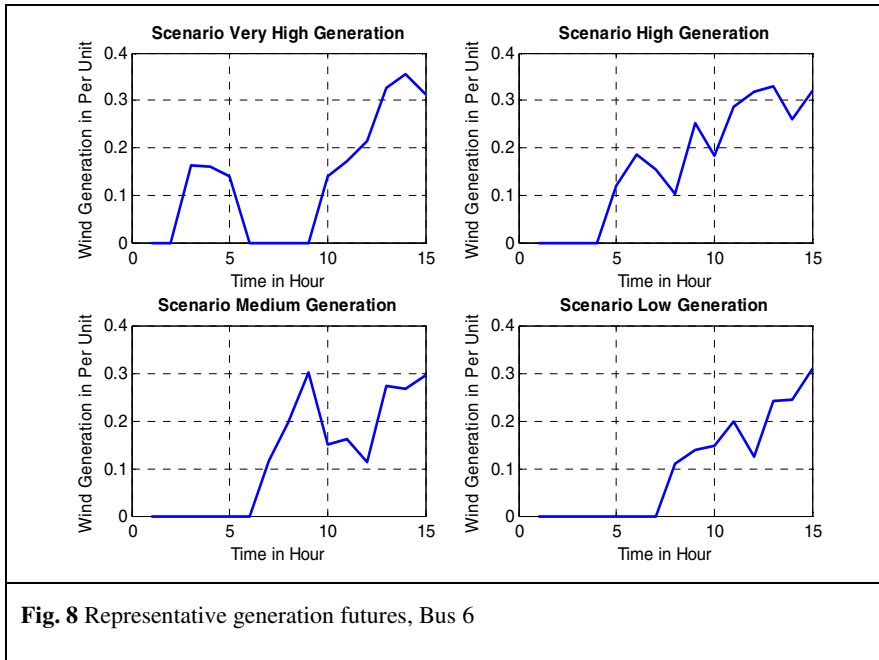 Scenario Very High Generation
0.4
0.3
0.2
0.1
0
0 5 10 15
Wind Generation in Per Unit
Time in Hour
Scenario High Generation
0.4
0.3
0.2
0.1
0
0 5 10 15
Wind Generation in Per Unit
Time in Hour
Scenario Medium Generation
0.4
0.3
0.2
0.1
0
0 5 10 15
Wind Generation in Per Unit
Time in Hour
Scenario Low Generation
0.4
0.3
0.2
0.1
0
0 5 10 15
Wind Generation in Per Unit
Time in Hour
Fig. 8 Representative generation futures, Bus 6